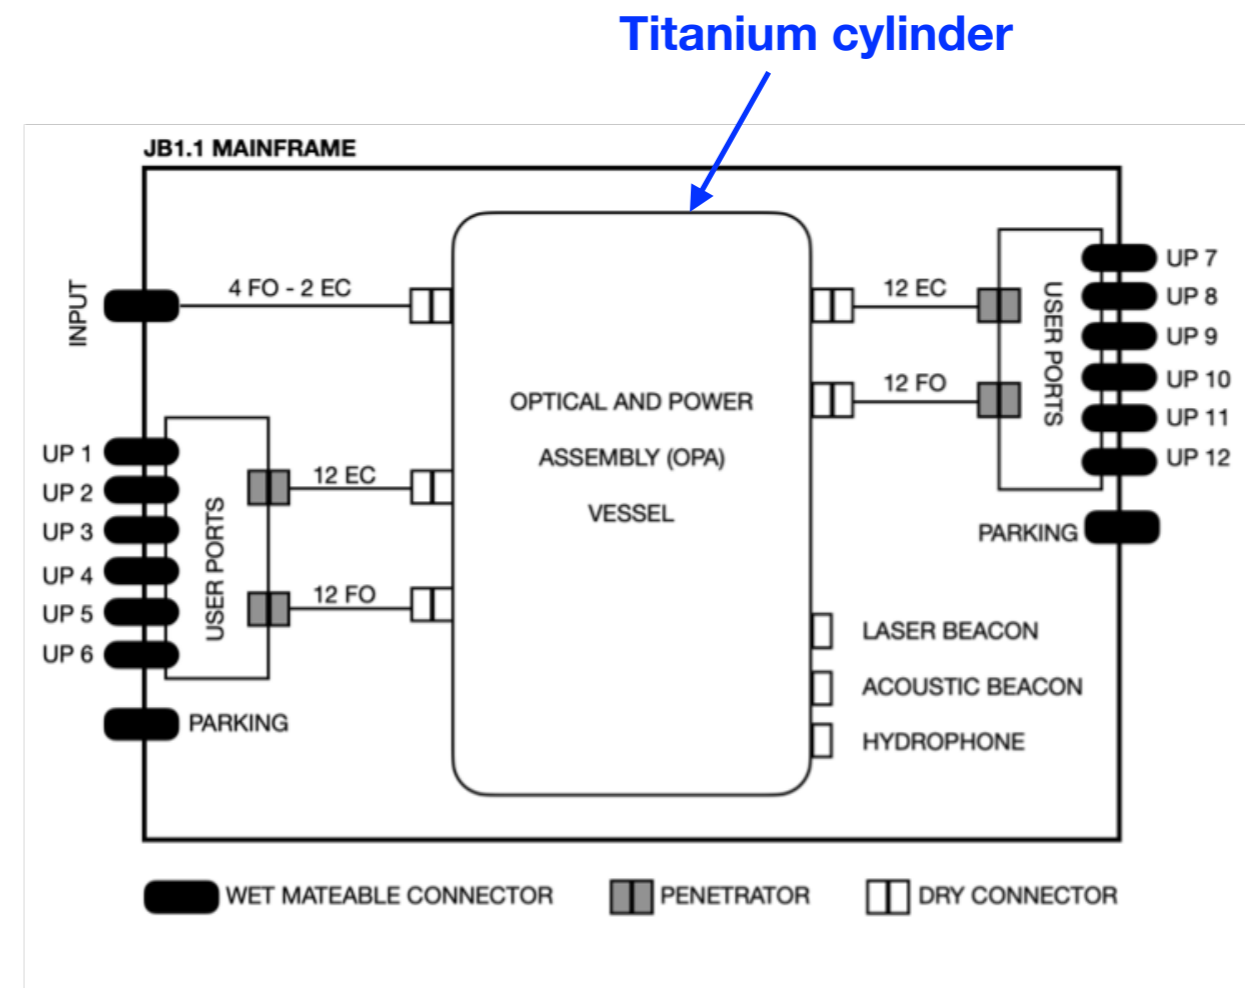 Titanium cylinder
JB1.1 MAINFRAME
INPUT
4 FO - 2 EC
UP 1
UP 2
UP 3
UP 4
UP 5
UP 6
USER PORTS
12 EC
12 FO
PARKING
OPTICAL AND POWER
ASSEMBLY (OPA)
VESSEL
12 EC
12 FO
USER PORTS
UP 7
UP 8
UP 9
UP 10
UP 11
UP 12
PARKING
LASER BEACON
ACOUSTIC BEACON
HYDROPHONE
WET MATEABLE CONNECTOR
PENETRATOR
DRY CONNECTOR